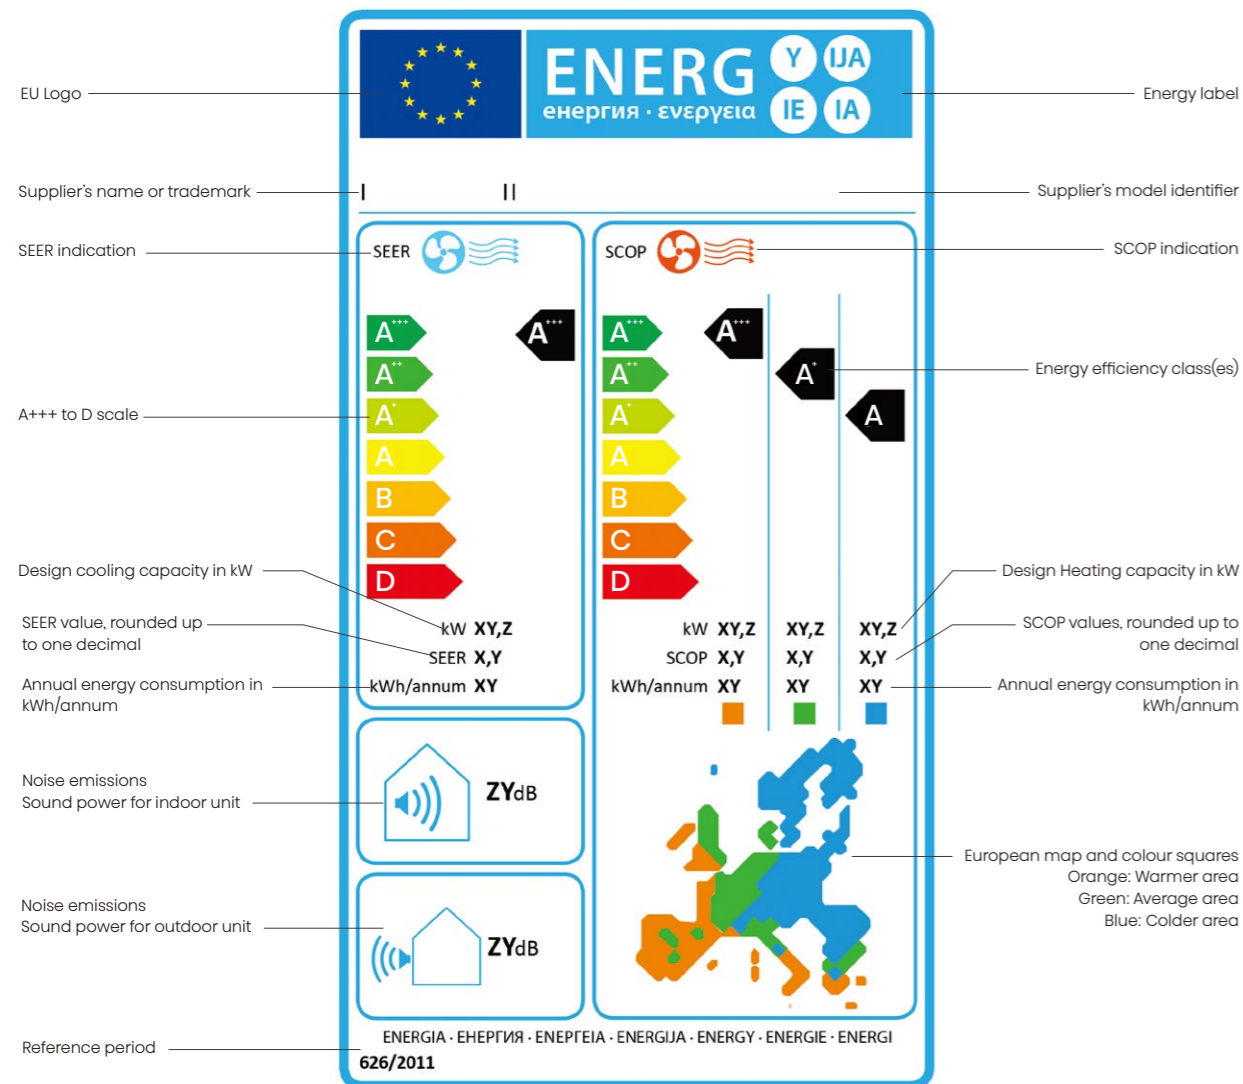 ENERG Y IJA
енергия · ενεργεια IE IA
EU Logo
Energy label
Supplier's name or trademark
I
II
Supplier's model identifier
SEER indication
SEER
SCOP
SCOP indication
A+++
A++
A+
A
B
C
D
A+++
A+++
A++
A+
A
B
C
D
A+++
A+
A
Energy efficiency class(es)
A+++ to D scale
Design cooling capacity in kW
kW XY,Z
SEER value, rounded up
to one decimal
SEER X,Y
Annual energy consumption in
kWh/annum
kWh/annum XY
kW XY,Z XY,Z XY,Z
SCOP X,Y X,Y X,Y
kWh/annum XY XY XY
Design Heating capacity in kW
SCOP values, rounded up to
one decimal
Annual energy consumption in
kWh/annum
Noise emissions
Sound power for indoor unit
ZYdB
Noise emissions
Sound power for outdoor unit
ZYdB
European map and colour squares
Orange: Warmer area
Green: Average area
Blue: Colder area
Reference period
ENERGIA · ЕНЕРГИЯ · ΕΝΕΡΓΕΙΑ · ENERGIJA · ENERGY · ENERGIE · ENERGI
626/2011